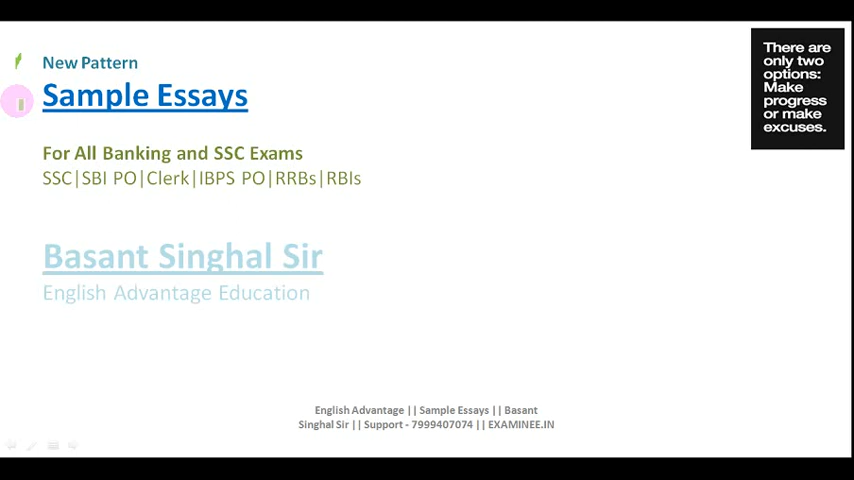 New Pattern
Sample Essays
For All Banking and SSC Exams
SSC|SBI PO|Clerk|IBPS PO|RRBs|RBIs
Basant Singhal Sir
English Advantage Education
There are
only two
options:
Make
progress
or make
excuses.
English Advantage || Sample Essays || Basant
Singhal Sir || Support - 7999407074 || EXAMINEE.IN